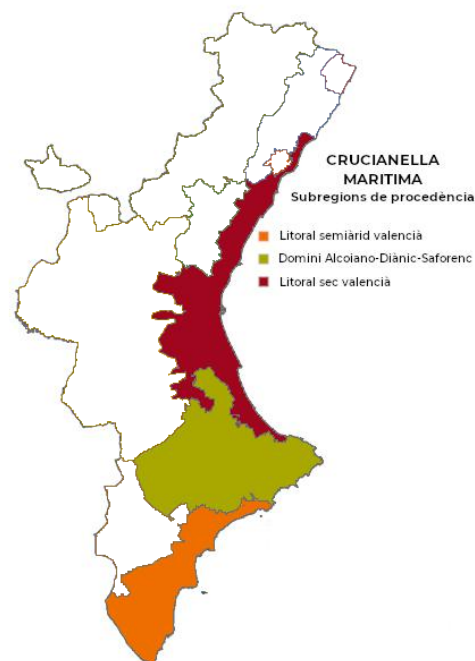 CRUCIANELLA
MARITIMA
Subregions de procedència
Litoral semiàrid valencià
Domini Alcoiano-Diànic-Saforenc
Litoral sec valencià